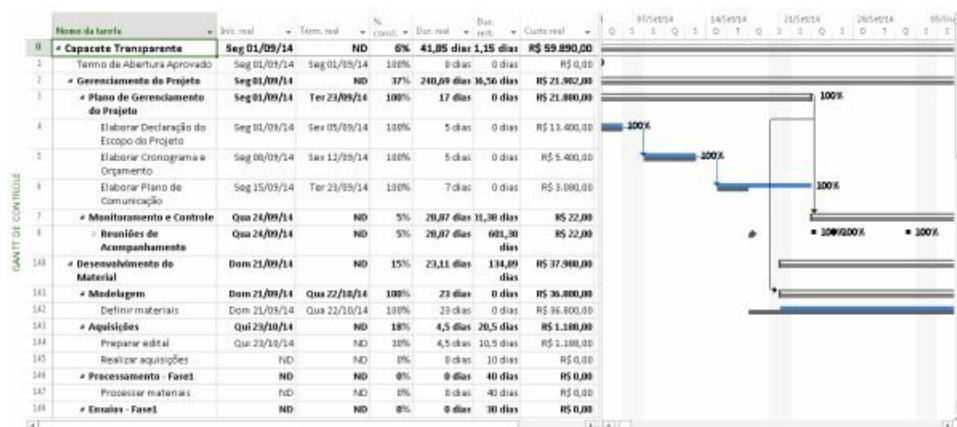 GANTT DE CONTROLE
Nome da tarefa Iníc. real Térm. real % concl. Dur. real Dur. rest. Custo real
07/Set/14 14/Set/14 21/Set/14 28/Set/14
0 Capacete Transparente Seg 01/09/14 ND 6% 41,85 dias 1,15 dias R$ 59.890,00
1 Termo de Abertura Aprovado Seg 01/09/14 Seg 01/09/14 100% 0 dias 0 dias R$ 0,00
2 Gerenciamento do Projeto Seg 01/09/14 ND 37% 240,69 dias R$ 21.902,00
3 Plano de Gerenciamento Seg 01/09/14 Ter 23/09/14 100% 17 dias 0 dias R$ 21.880,00 100%
do Projeto
4 Elaborar Declaração do Seg 01/09/14 Sex 05/09/14 100% 5 dias 0 dias R$ 13.400,00 100%
Escopo do Projeto
5 Elaborar Cronograma e Seg 08/09/14 Sex 12/09/14 100% 5 dias 0 dias R$ 5.400,00 100%
Orçamento
6 Elaborar Plano de Seg 15/09/14 Ter 23/09/14 100% 7 dias 0 dias R$ 3.080,00 100%
Comunicação
7 Monitoramento e Controle Qua 24/09/14 ND 5% 28,87 dias R$ 22,00
8 Reuniões de Qua 24/09/14 ND 5% 28,87 dias 601,38 R$ 22,00 100% 100%
Acompanhamento dias
140 Desenvolvimento do Dom 21/09/14 ND 15% 23,11 dias 134,89 R$ 37.988,00
Material dias
141 Modelagem Dom 21/09/14 Qua 22/10/14 100% 23 dias 0 dias R$ 36.800,00
142 Definir materiais Dom 21/09/14 Qua 22/10/14 100% 23 dias 0 dias R$ 36.800,00
143 Aquisições Qui 23/10/14 ND 18% 4,5 dias 20,5 dias R$ 1.188,00
144 Preparar edital Qui 23/10/14 ND 30% 4,5 dias 10,5 dias R$ 1.188,00
145 Realizar aquisições ND ND 0% 0 dias 10 dias R$ 0,00
146 Processamento - Fase1 ND ND 0% 0 dias 40 dias R$ 0,00
147 Processar materiais ND ND 0% 0 dias 40 dias R$ 0,00
148 Ensaios - Fase1 ND ND 0% 0 dias 30 dias R$ 0,00